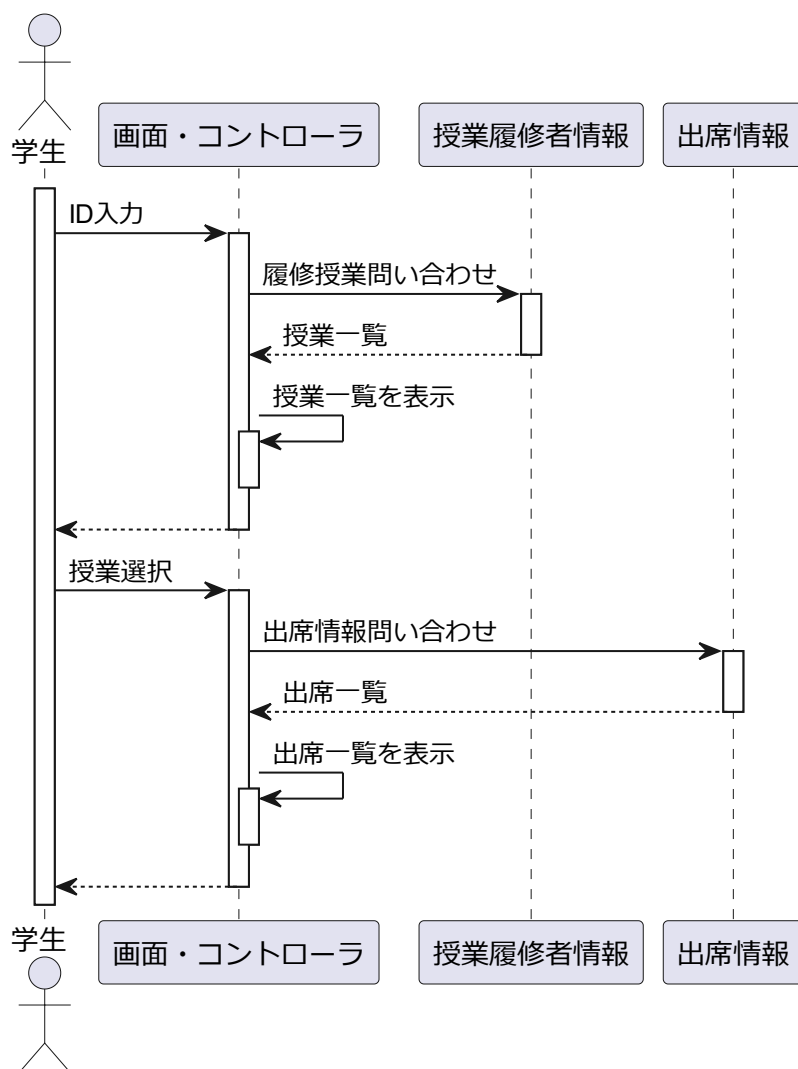 学生
画面・コントローラ
授業履修者情報
出席情報
ID入力
履修授業問い合わせ
授業一覧
授業一覧を表示
授業選択
出席情報問い合わせ
出席一覧
出席一覧を表示
学生
画面・コントローラ
授業履修者情報
出席情報